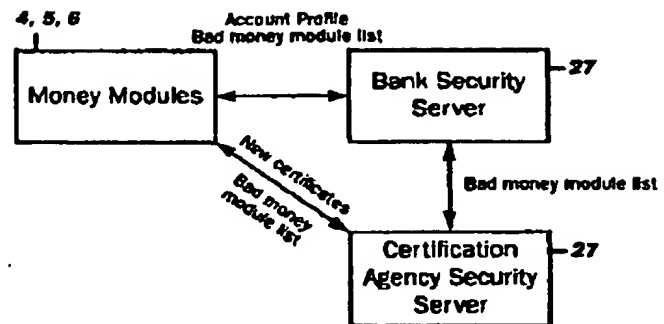 4, 5, 6
Account Profile
Bad money module list
Money Modules
Bank Security
Server
27
New certificates
Bad money
module list
Bad money module list
Certification
Agency Security
Server
27